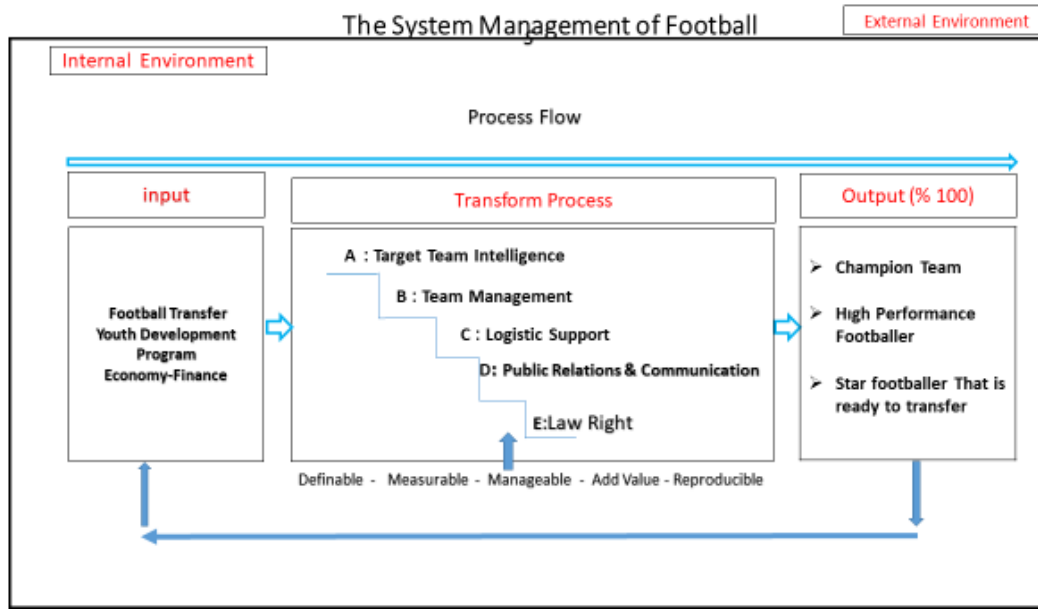 The System Management of Football
External Environment
Internal Environment
Process Flow
input
Transform Process
Output (% 100)
Football Transfer
Youth Development
Program
Economy-Finance
A : Target Team Intelligence
B : Team Management
C : Logistic Support
D: Public Relations & Communication
E:Law Right
Definable - Measurable - Manageable - Add Value - Reproducible
➤ Champion Team
➤ Hıgh Performance
Footballer
➤ Star footballer That is
ready to transfer